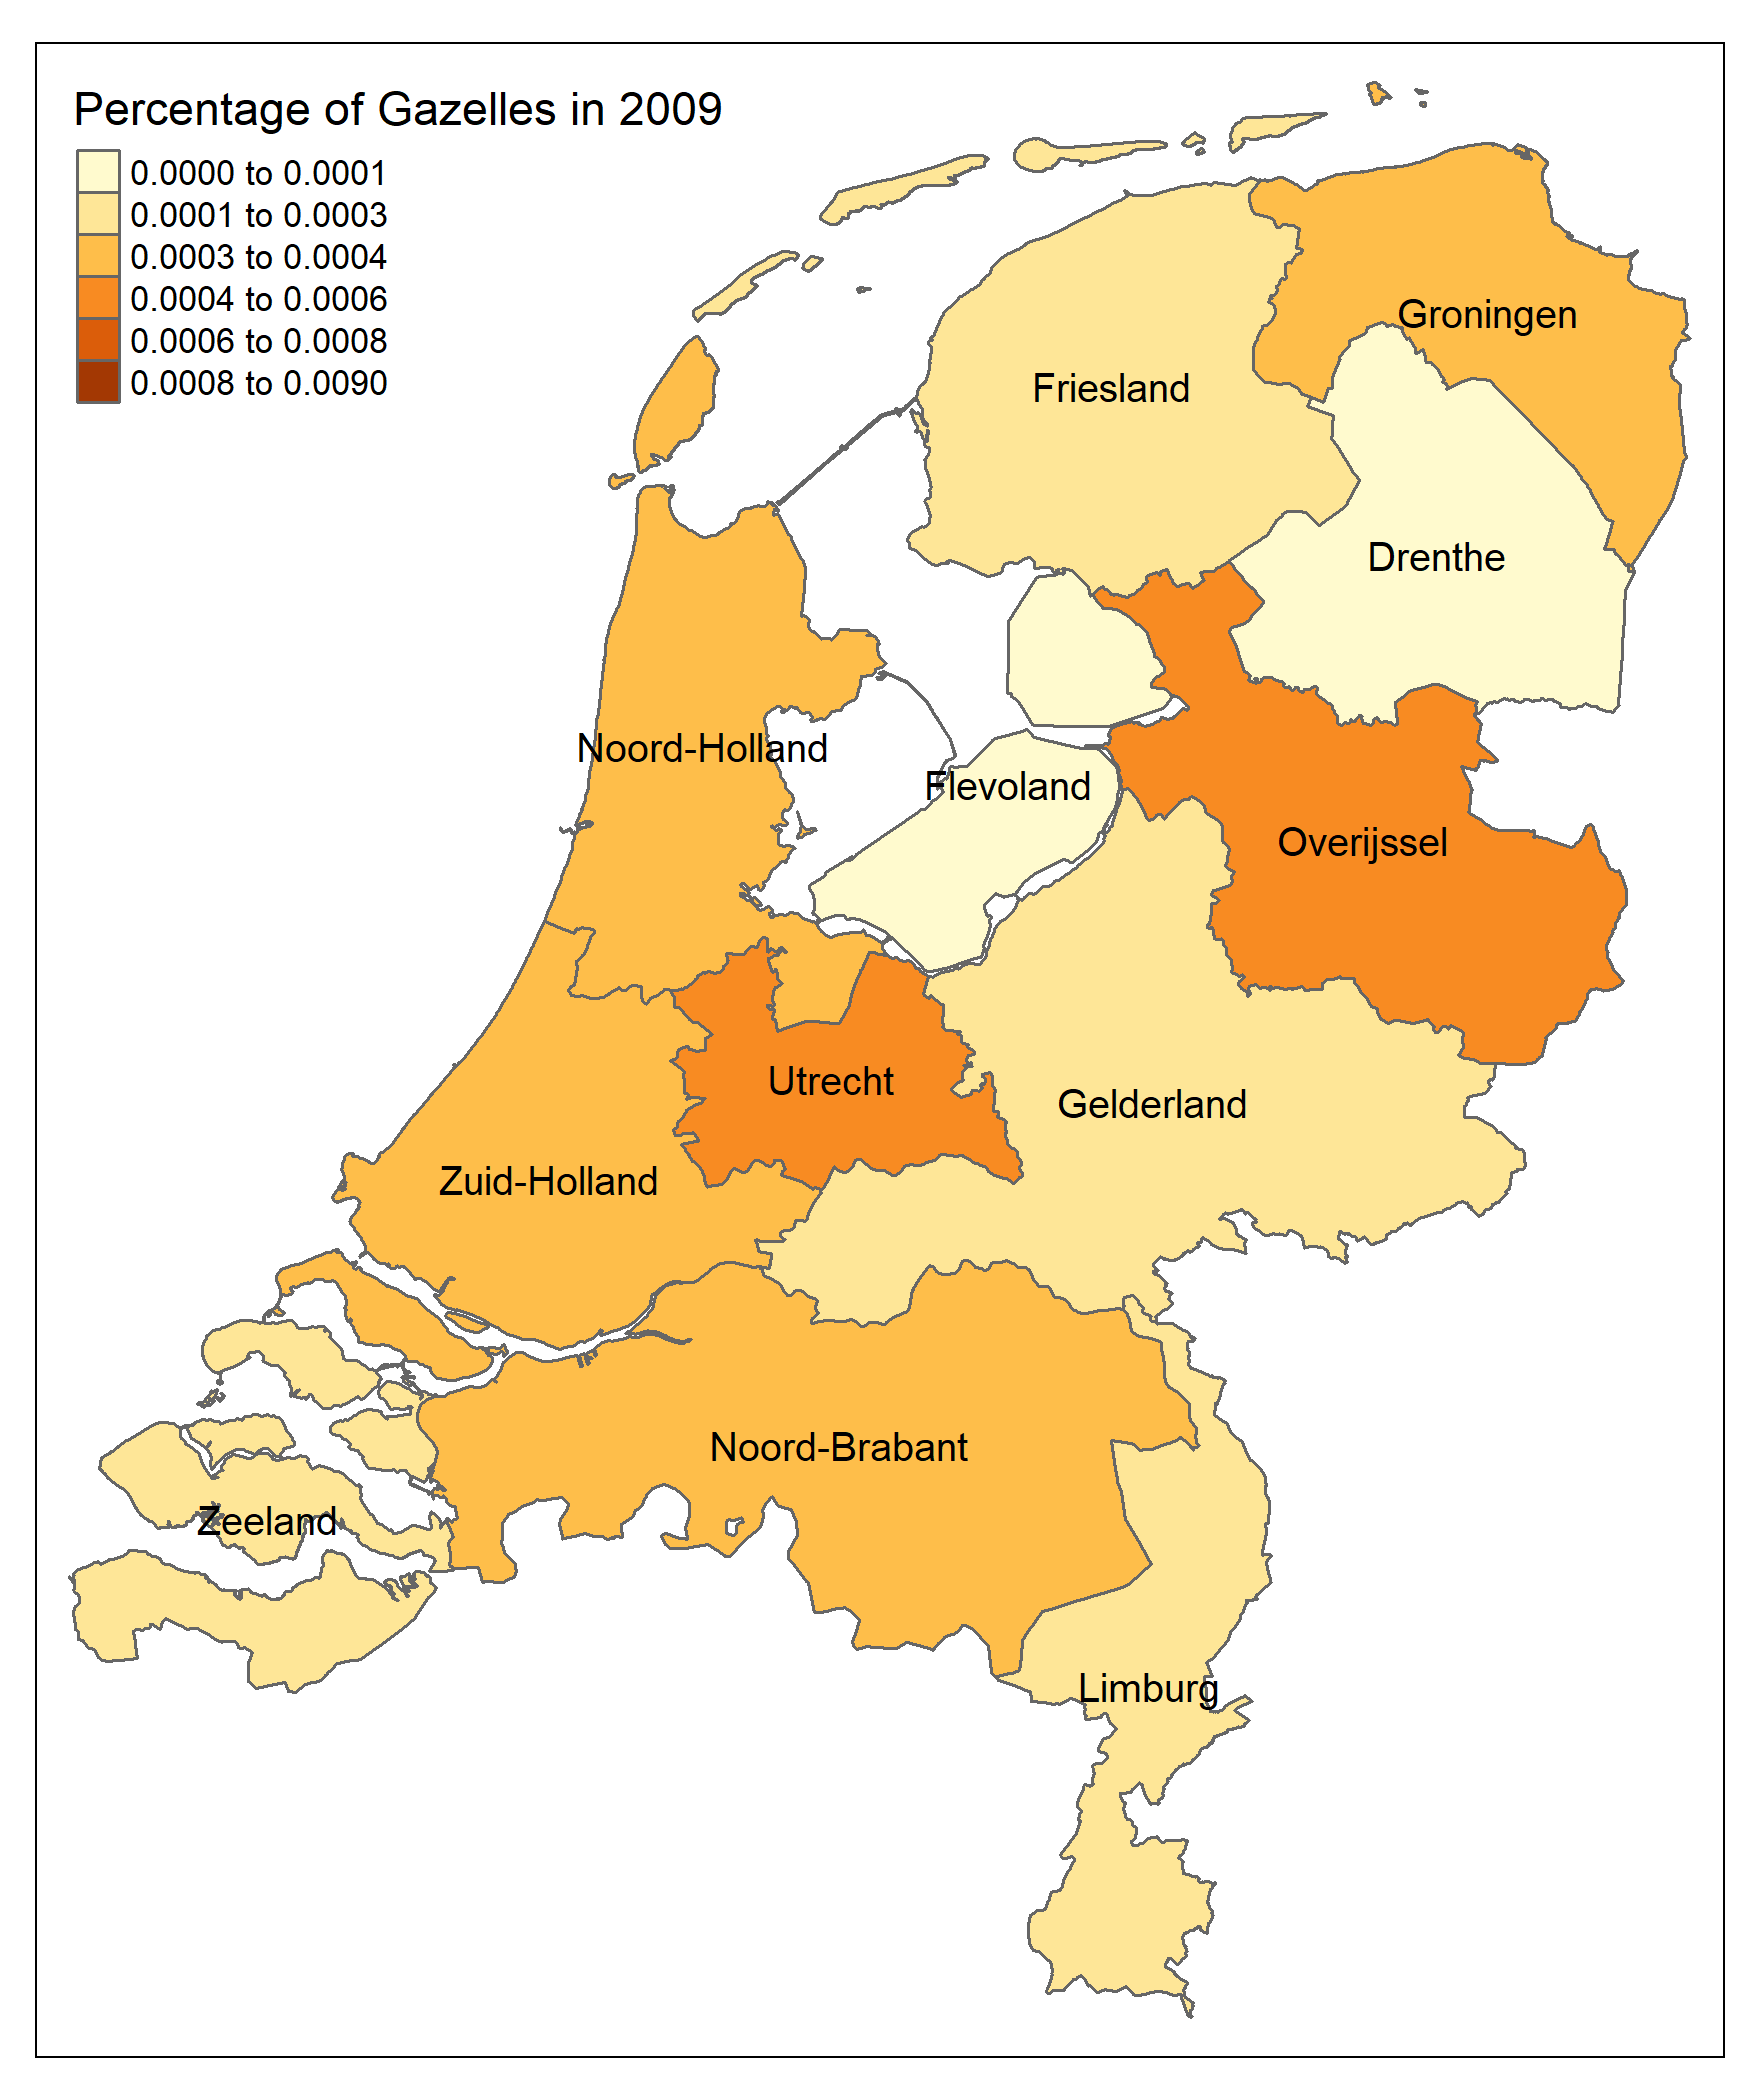 Percentage of Gazelles in 2009
0.0000 to 0.0001
0.0001 to 0.0003
0.0003 to 0.0004
0.0004 to 0.0006
0.0006 to 0.0008
0.0008 to 0.0090
Groningen
Friesland
Drenthe
Noord-Holland
Flevoland
Overijssel
Utrecht
Gelderland
Zuid-Holland
Noord-Brabant
Zeeland
Limburg